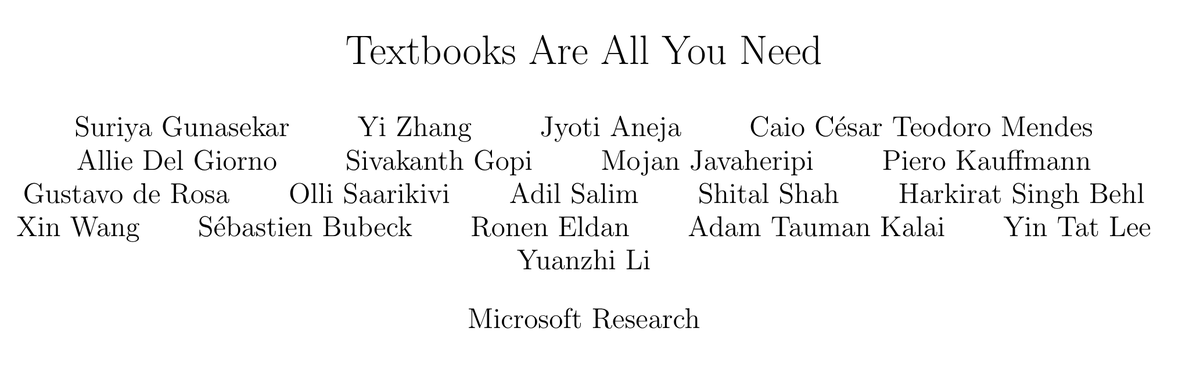 Textbooks Are All You Need
Suriya Gunasekar Yi Zhang Jyoti Aneja Caio César Teodoro Mendes
Allie Del Giorno Sivakanth Gopi Mojan Javaheripi Piero Kauffmann
Gustavo de Rosa Olli Saarikivi Adil Salim Shital Shah Harkirat Singh Behl
Xin Wang Sébastien Bubeck Ronen Eldan Adam Tauman Kalai Yin Tat Lee
Yuanzhi Li
Microsoft Research